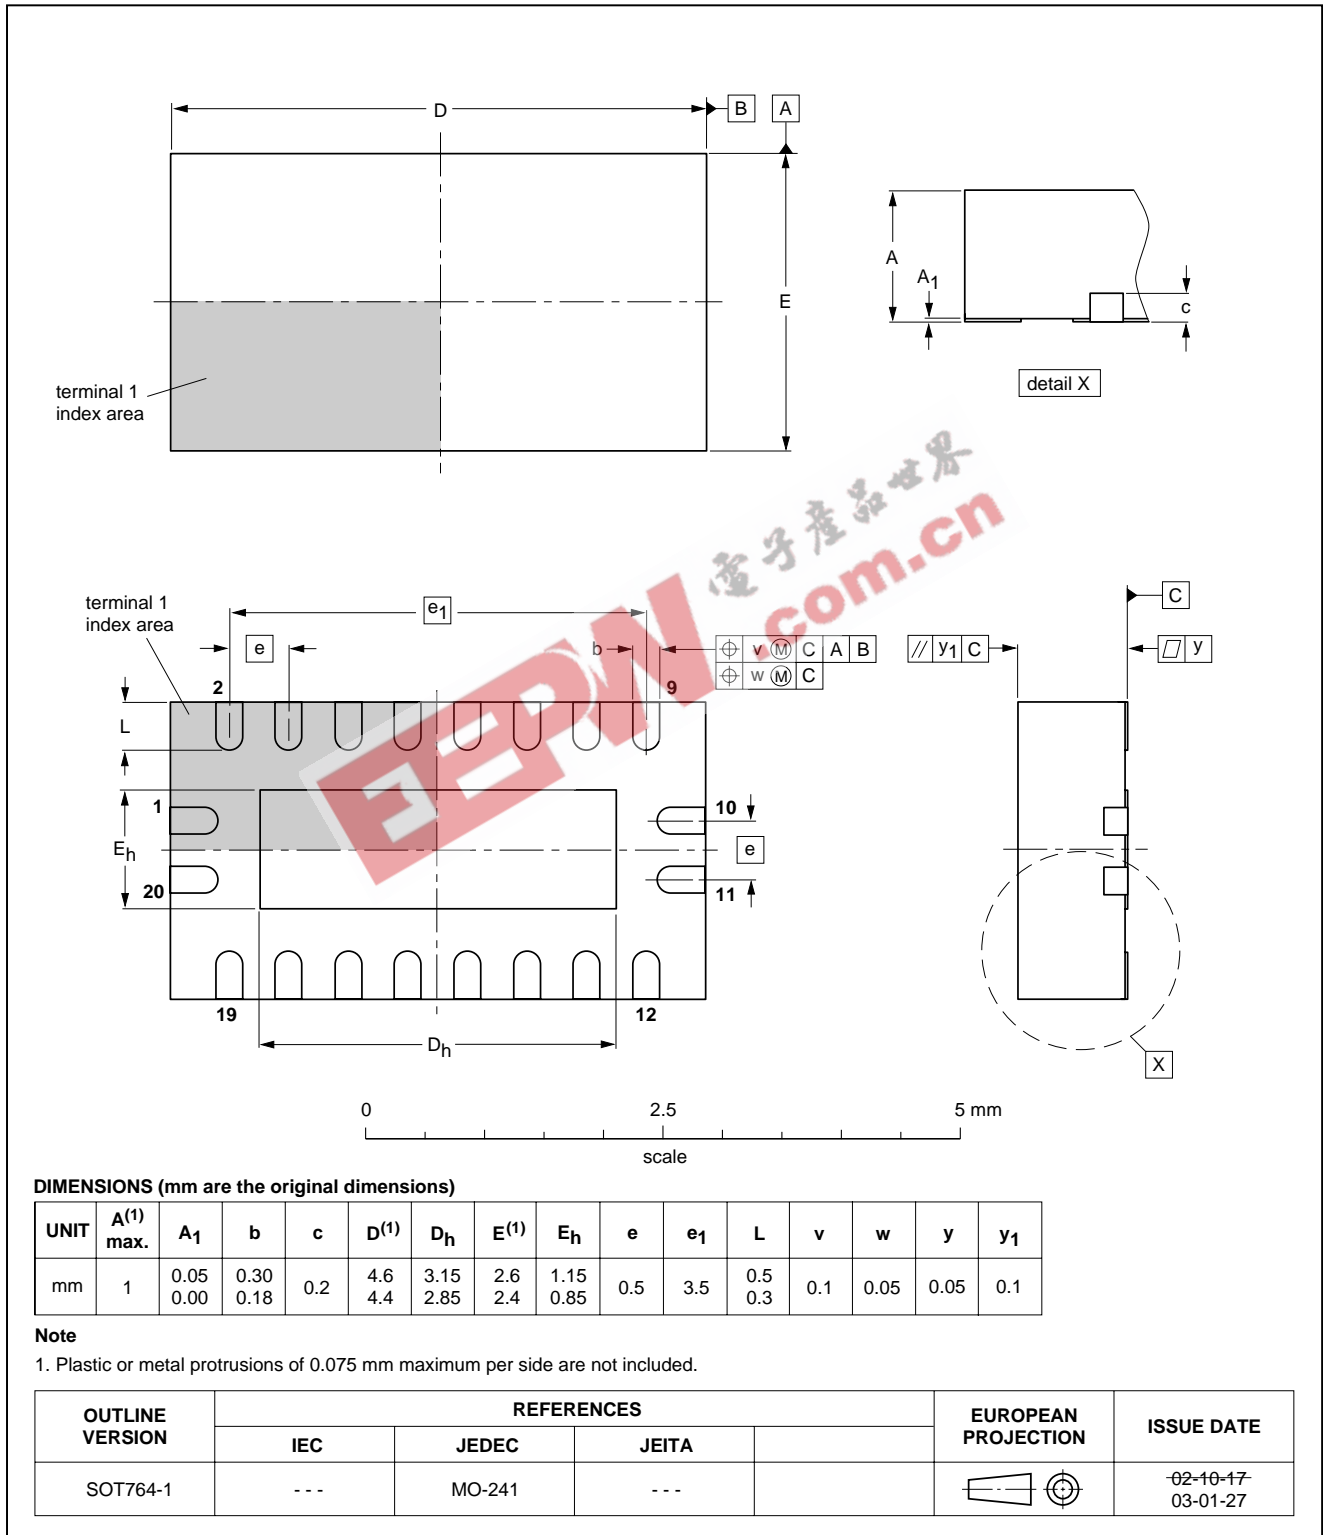 D
B
A
E
terminal 1
index area
A
A1
c
detail X
電子產品世界
.com.cn
EEPW
terminal 1
index area
e1
e
b
v M C A B
w M C
2
9
L
1
10
Eh
e
20
11
19
12
Dh
C
// y1 C
y
X
0 2.5 5 mm
scale
DIMENSIONS (mm are the original dimensions)
UNIT A(1) max. A1 b c D(1) Dh E(1) Eh e e1 L v w y y1
mm 1 0.05 0.00 0.30 0.18 0.2 4.6 4.4 3.15 2.85 2.6 2.4 1.15 0.85 0.5 3.5 0.5 0.3 0.1 0.05 0.05 0.1
Note
1. Plastic or metal protrusions of 0.075 mm maximum per side are not included.
OUTLINE VERSION REFERENCES EUROPEAN PROJECTION ISSUE DATE
IEC JEDEC JEITA
SOT764-1 - - - MO-241 - - - 02-10-17
03-01-27